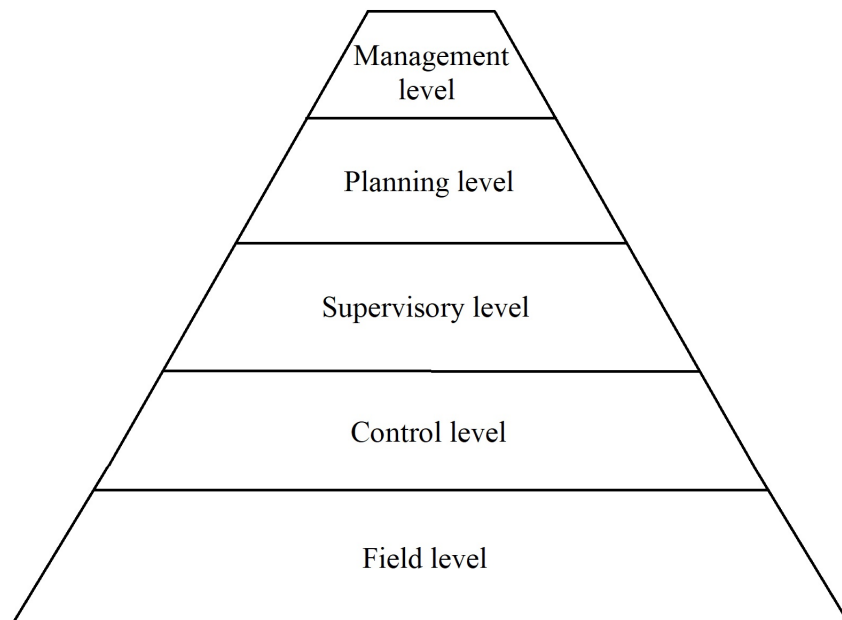 Management
level
Planning level
Supervisory level
Control level
Field level